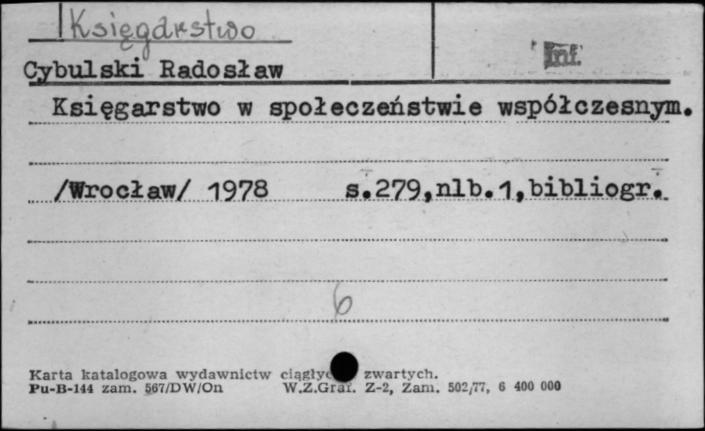 Księgarstwo
Inf.
Cybulski Radosław
Księgarstwo w społeczeństwie współczesnym.
/Wrocław/ 1978 s.279,nlb.1,bibliogr.
6
Karta katalogowa wydawnictw zwartych.
Pu-B-144 zam. 567/DW/On W.Z.Graf. Z-2, Zam. 502/77, 6 400 000